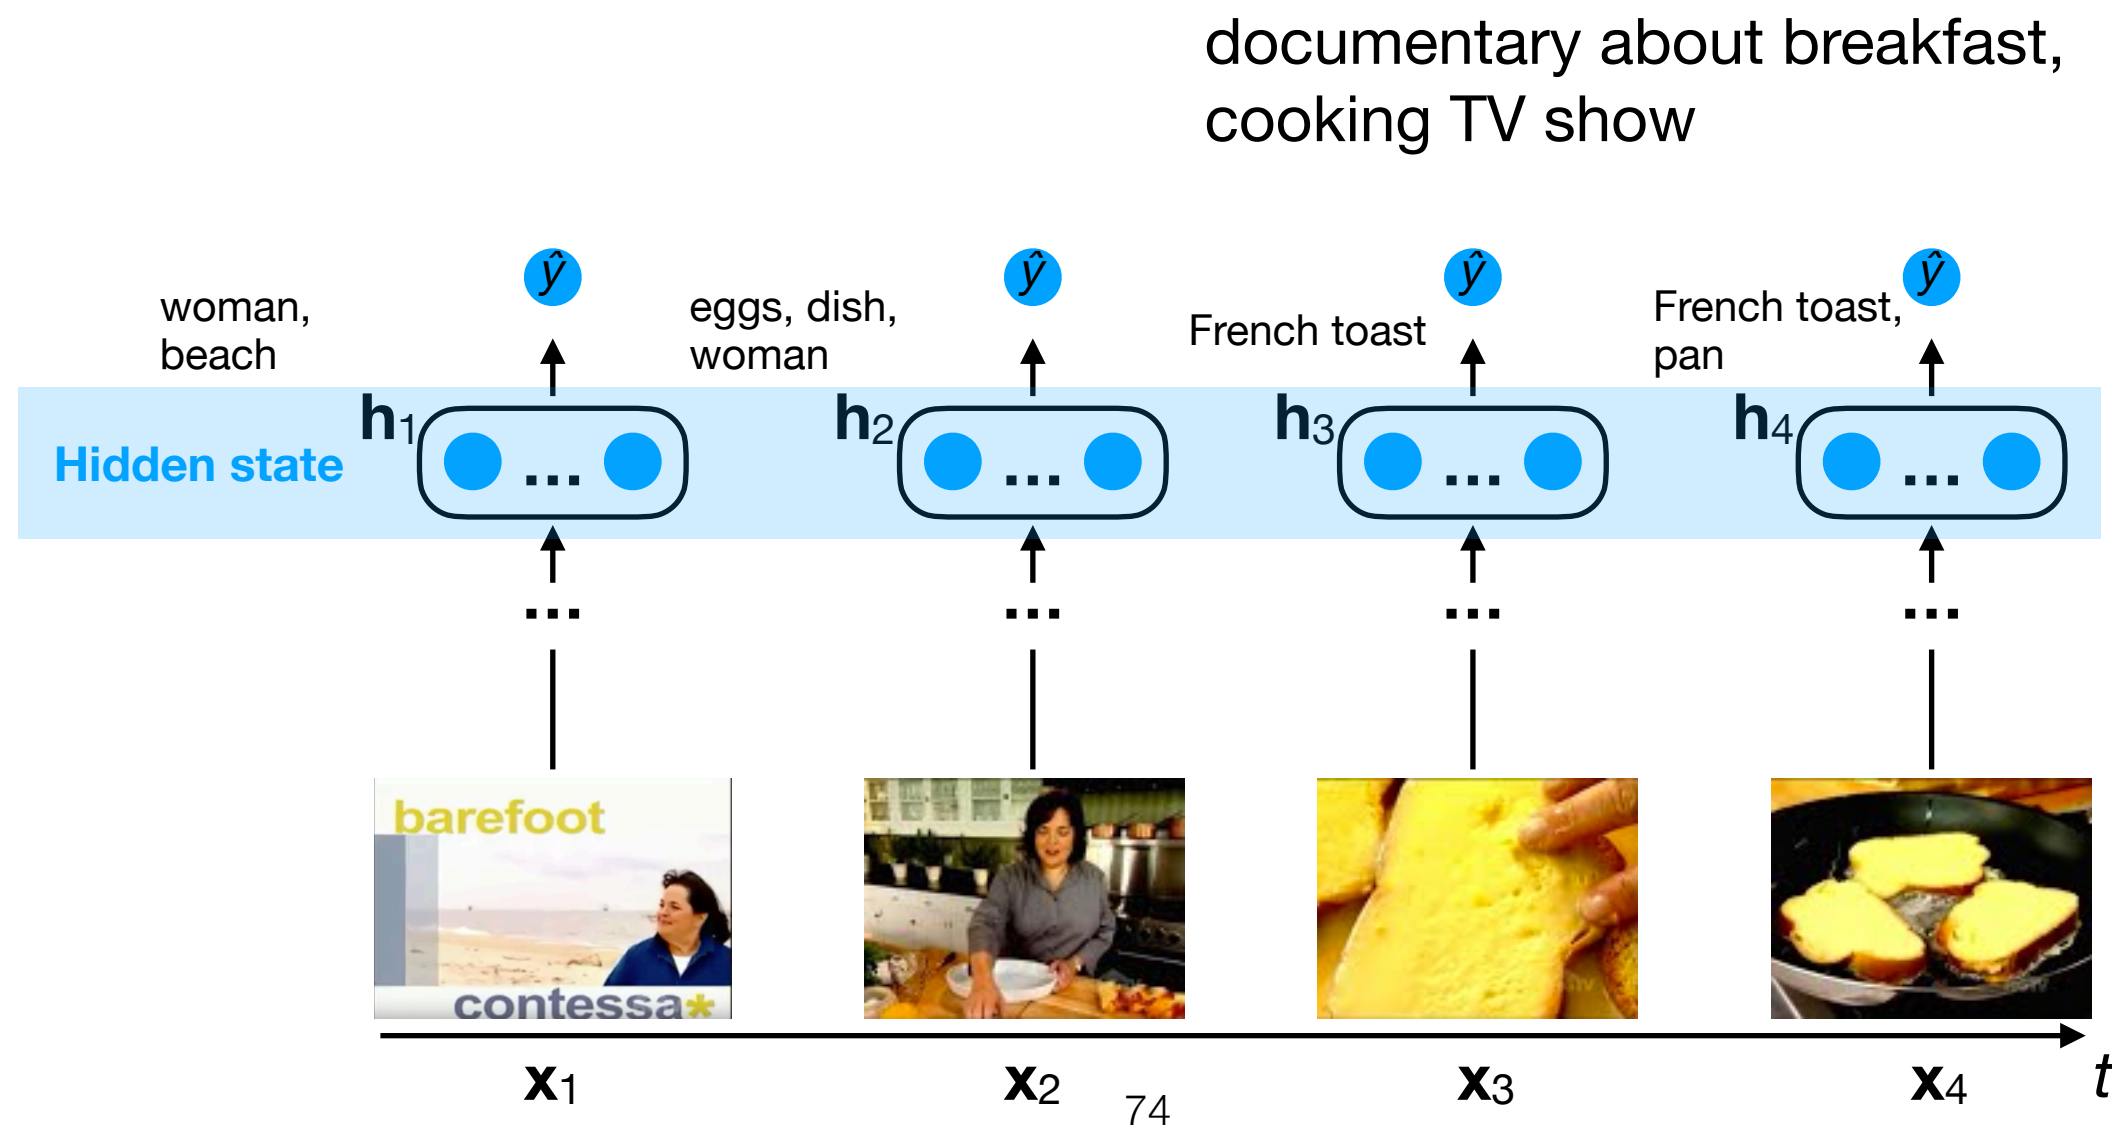 documentary about breakfast,
cooking TV show
ŷ
ŷ
ŷ
ŷ
woman,
beach
eggs, dish,
woman
French toast
French toast,
pan
Hidden state
h1
...
h2
...
h3
...
h4
...
...
...
...
...
barefoot
contessa*
x1
x2
x3
x4
t
74